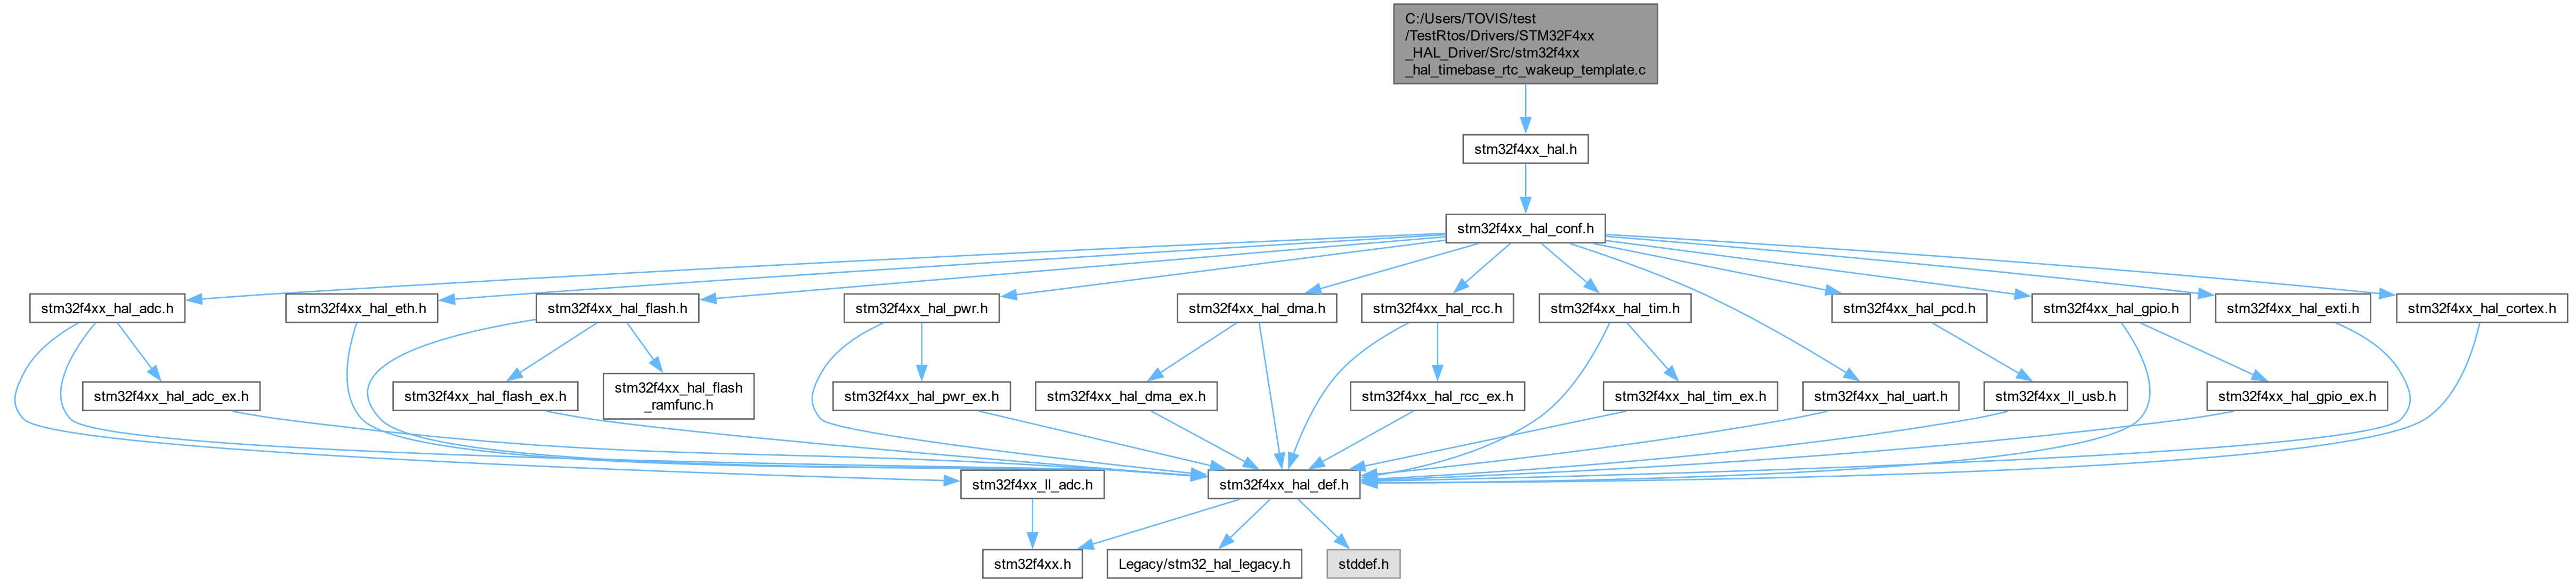 C:/Users/TOVIS/test
/TestRtos/Drivers/STM32F4xx
_HAL_Driver/Src/stm32f4xx
_hal_timebase_rtc_wakeup_template.c
stm32f4xx_hal.h
stm32f4xx_hal_conf.h
stm32f4xx_hal_adc.h
stm32f4xx_hal_eth.h
stm32f4xx_hal_flash.h
stm32f4xx_hal_pwr.h
stm32f4xx_hal_dma.h
stm32f4xx_hal_rcc.h
stm32f4xx_hal_tim.h
stm32f4xx_hal_pcd.h
stm32f4xx_hal_gpio.h
stm32f4xx_hal_exti.h
stm32f4xx_hal_cortex.h
stm32f4xx_hal_adc_ex.h
stm32f4xx_hal_flash_ex.h
stm32f4xx_hal_flash
_ramfunc.h
stm32f4xx_hal_pwr_ex.h
stm32f4xx_hal_dma_ex.h
stm32f4xx_hal_rcc_ex.h
stm32f4xx_hal_tim_ex.h
stm32f4xx_hal_uart.h
stm32f4xx_ll_usb.h
stm32f4xx_hal_gpio_ex.h
stm32f4xx_ll_adc.h
stm32f4xx_hal_def.h
stm32f4xx.h
Legacy/stm32_hal_legacy.h
stddef.h